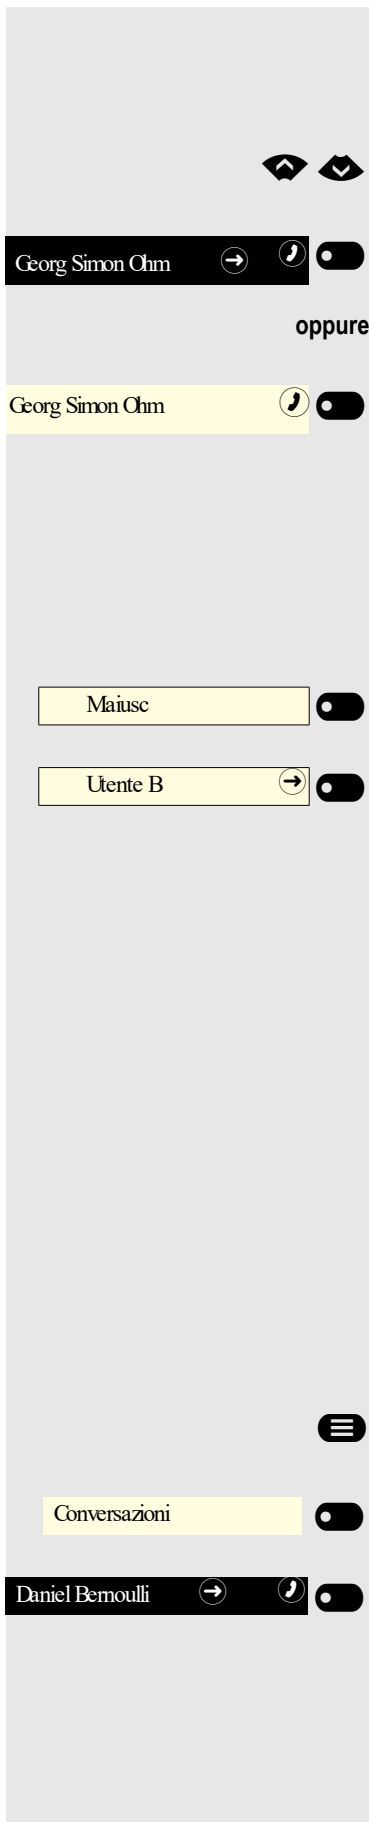 Georg Simon Ohm
oppure
Georg Simon Ohm
Maiusc
Utente B
Conversazioni
Daniel Bernoulli